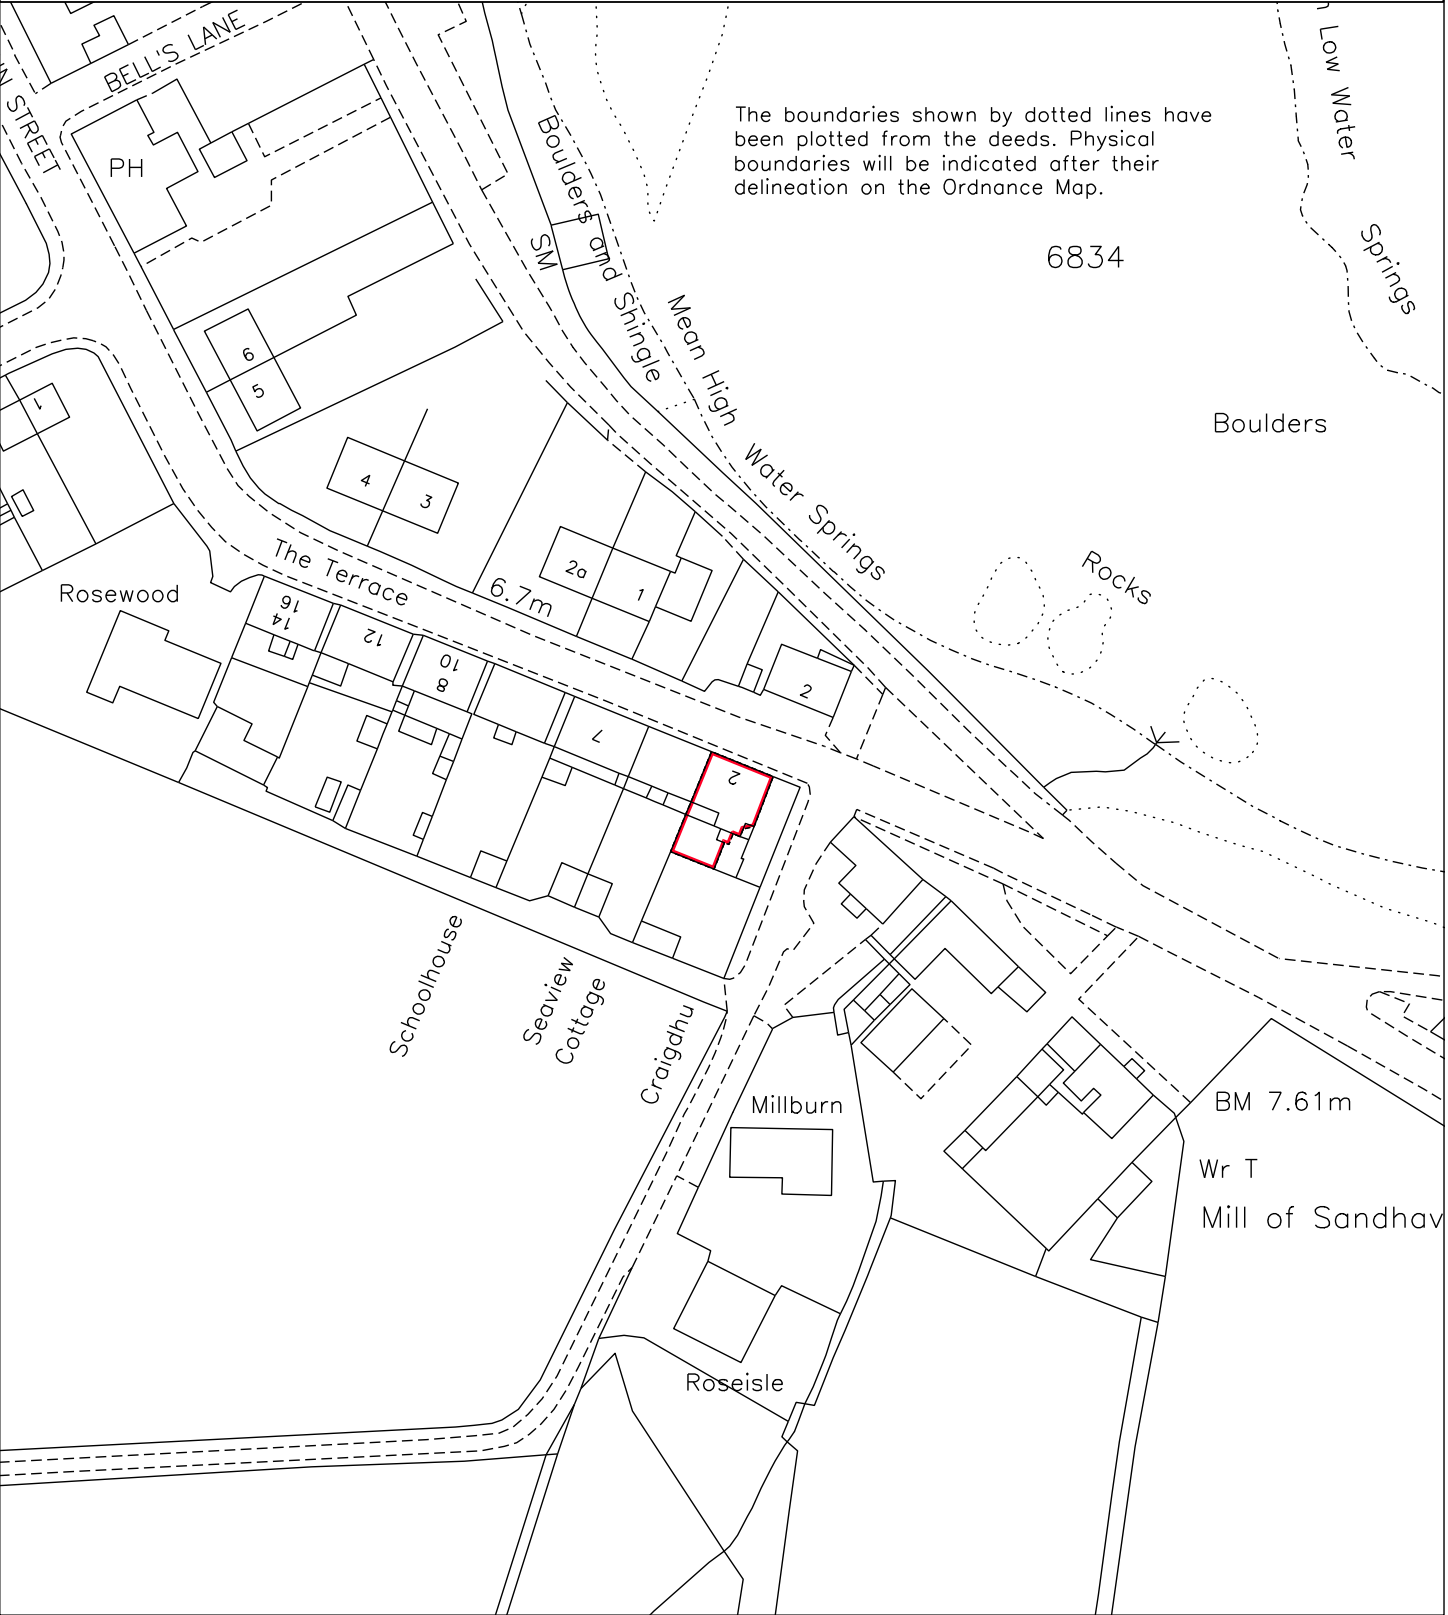 BELL'S LANE
STREET
PH
The boundaries shown by dotted lines have
been plotted from the deeds. Physical
boundaries will be indicated after their
delineation on the Ordnance Map.
6834
Low Water
Springs
Boulders and Shingle
SM
Mean High
Water Springs
Boulders
Rocks
6
5
1
4
3
The Terrace
6.7m
2a
1
2
Rosewood
16
14
12
10
8
7
2
Schoolhouse
Seaview
Cottage
Craigdhu
Millburn
BM 7.61m
Wr T
Mill of Sandhav
Roseisle